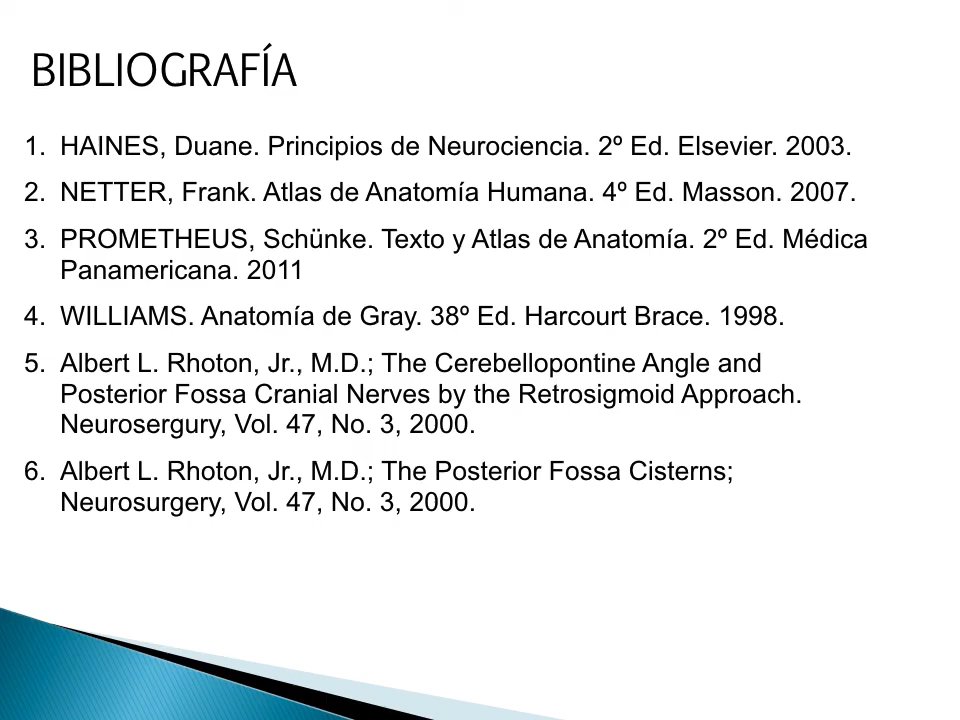 BIBLIOGRAFÍA
1. HAINES, Duane. Principios de Neurociencia. 2º Ed. Elsevier. 2003.
2. NETTER, Frank. Atlas de Anatomía Humana. 4º Ed. Masson. 2007.
3. PROMETHEUS, Schünke. Texto y Atlas de Anatomía. 2º Ed. Médica
Panamericana. 2011
4. WILLIAMS. Anatomía de Gray. 38º Ed. Harcourt Brace. 1998.
5. Albert L. Rhoton, Jr., M.D.; The Cerebellopontine Angle and
Posterior Fossa Cranial Nerves by the Retrosigmoid Approach.
Neurosergury, Vol. 47, No. 3, 2000.
6. Albert L. Rhoton, Jr., M.D.; The Posterior Fossa Cisterns;
Neurosurgery, Vol. 47, No. 3, 2000.